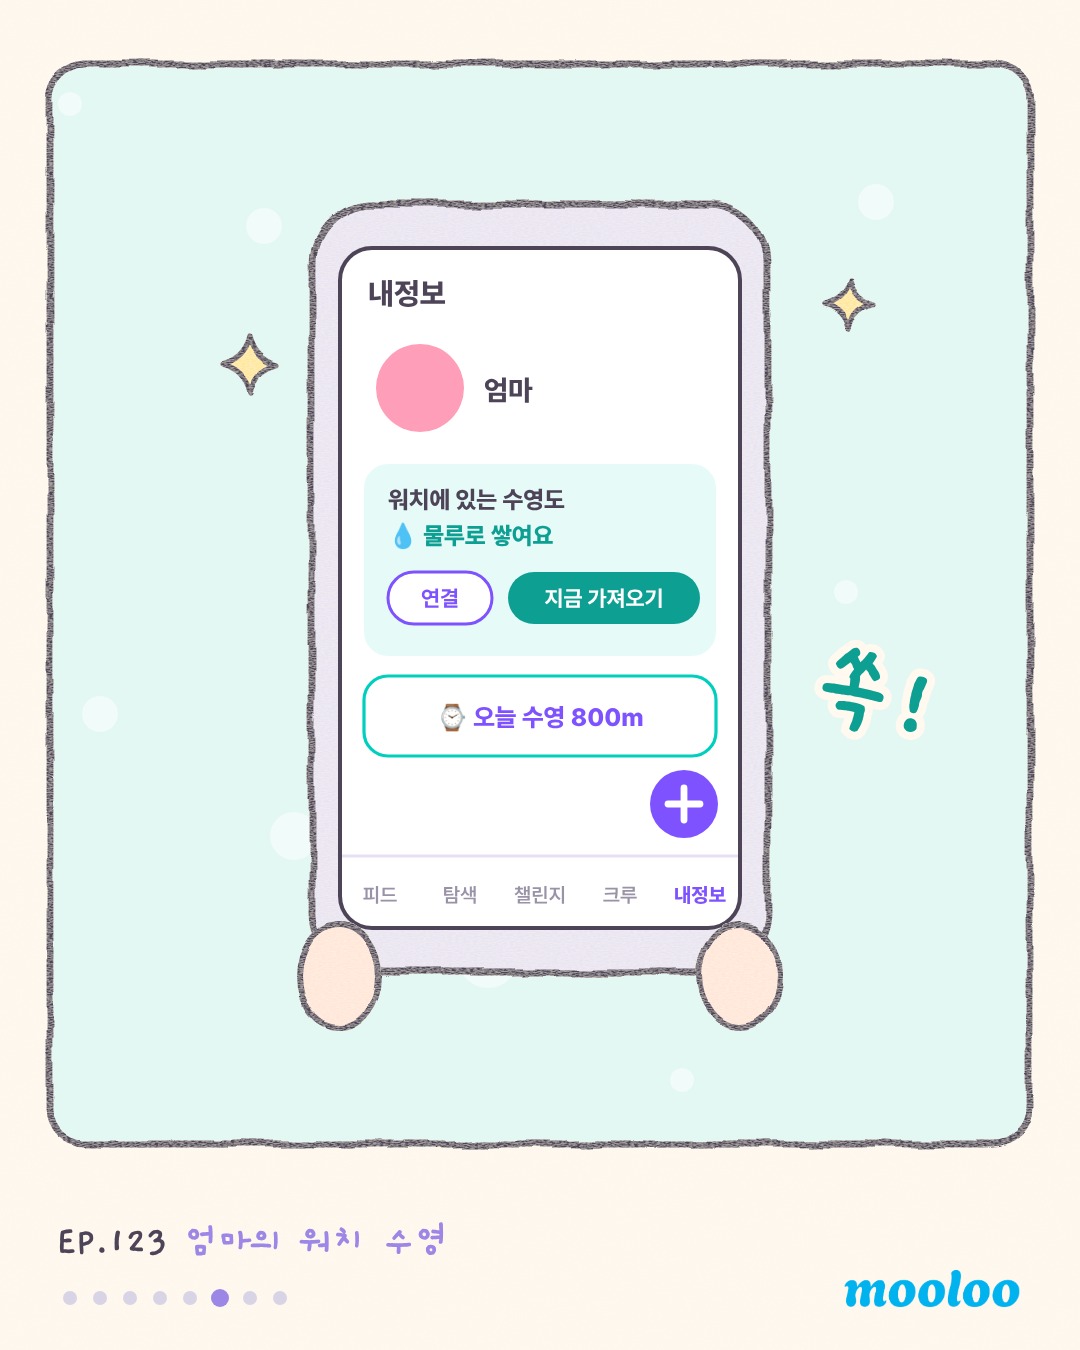 내정보
엄마
워치에 있는 수영도
💧 물루로 쌓여요
연결
지금 가져오기
⌚ 오늘 수영 800m
피드 탐색 챌린지 크루 내정보
쏙!
EP.123 엄마의 워치 수영
mooloo